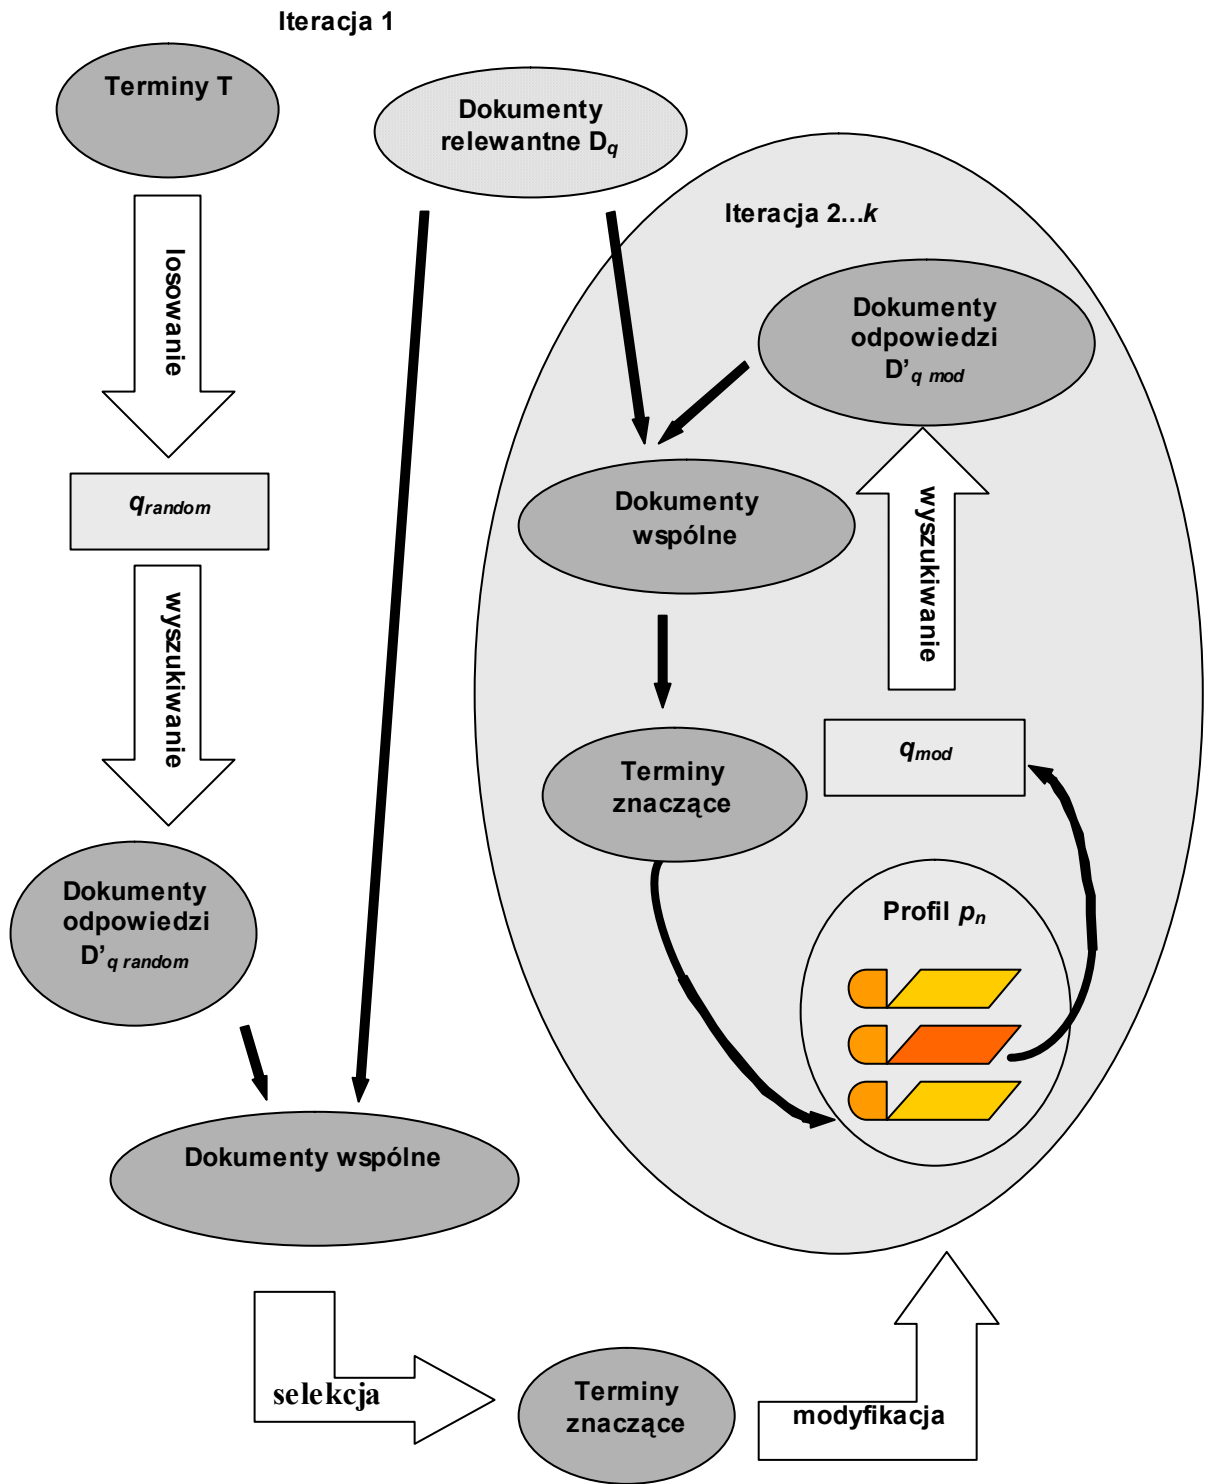 Iteracja 1
Terminy T
Dokumenty
relewantne Dq
Iteracja 2...k
losowanie
Dokumenty
odpowiedzi
D'q mod
qrandom
Dokumenty
wspólne
wyszukiwanie
wyszukiwanie
Terminy
znaczące
qmod
Dokumenty
odpowiedzi
D'q random
Profil pn
Dokumenty wspólne
selekcja
Terminy
znaczące
modyfikacja